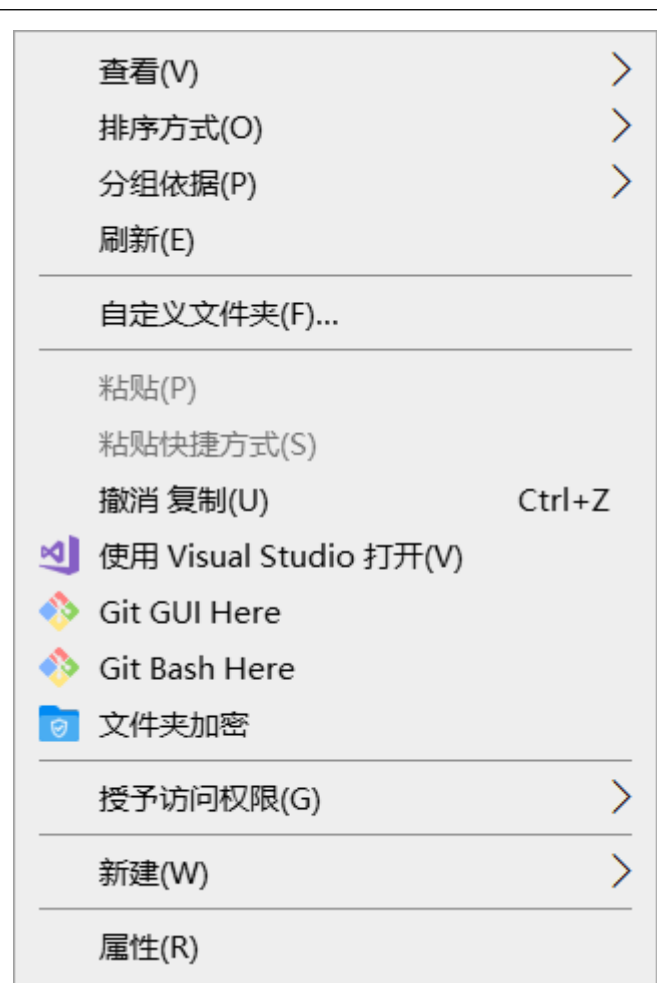 查看(V)
排序方式(O)
分组依据(P)
刷新(E)
自定义文件夹(F)...
粘贴(P)
粘贴快捷方式(S)
撤消 复制(U) Ctrl+Z
使用 Visual Studio 打开(V)
Git GUI Here
Git Bash Here
文件夹加密
授予访问权限(G)
新建(W)
属性(R)